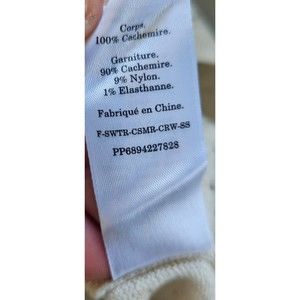 Corps.
100% Cachemire.
Garniture.
90% Cachemire.
9% Nylon.
1% Elasthanne.
Fabriqué en Chine.
F-SWTR-CSMR-CRW-SS
PP6894227828